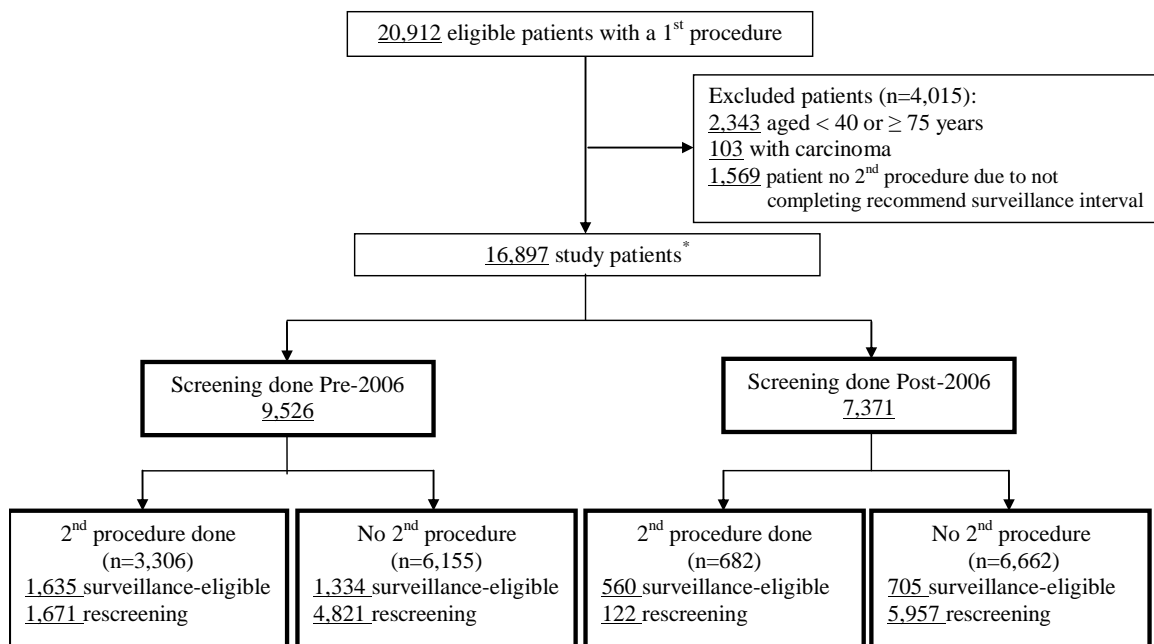 20,912 eligible patients with a 1st procedure
Excluded patients (n=4,015):
2,343 aged < 40 or ≥ 75 years
103 with carcinoma
1,569 patient no 2nd procedure due to not
completing recommend surveillance interval
16,897 study patients*
Screening done Pre-2006
9,526
Screening done Post-2006
7,371
2nd procedure done
(n=3,306)
1,635 surveillance-eligible
1,671 rescreening
No 2nd procedure
(n=6,155)
1,334 surveillance-eligible
4,821 rescreening
2nd procedure done
(n=682)
560 surveillance-eligible
122 rescreening
No 2nd procedure
(n=6,662)
705 surveillance-eligible
5,957 rescreening